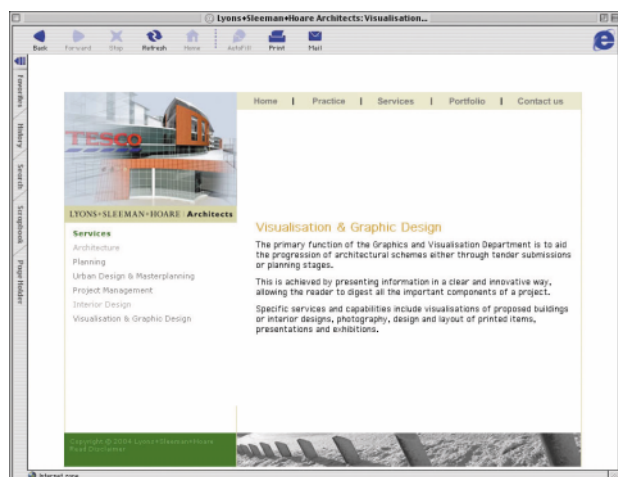 Lyons+Sleeman+Hoare Architects: Visualisation...
Back Forward Stop Refresh Home AutoFill Print Mail
Favorites
History
Search
Scrapbook
Page Holder
Home | Practice | Services | Portfolio | Contact us
TESCO
LYONS+SLEEMAN+HOARE Architects
Services
Architecture
Planning
Urban Design & Masterplanning
Project Management
Interior Design
Visualisation & Graphic Design
Visualisation & Graphic Design
The primary function of the Graphics and Visualisation Department is to aid
the progression of architectural schemes either through tender submissions
or planning stages.
This is achieved by presenting information in a clear and innovative way,
allowing the reader to digest all the important components of a project.
Specific services and capabilities include visualisations of proposed buildings
or interior designs, photography, design and layout of printed items,
presentations and exhibitions.
Copyright © 2004 Lyons+Sleeman+Hoare
Read Disclaimer
Internet zone